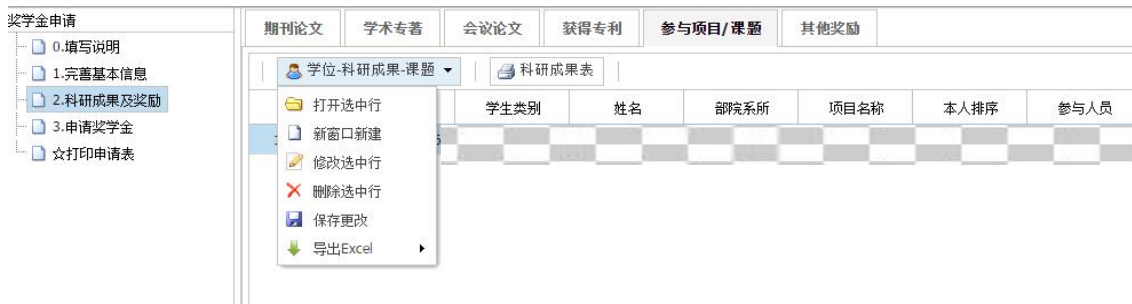 奖学金申请
0.填写说明
1.完善基本信息
2.科研成果及奖励
3.申请奖学金
☆打印申请表
期刊论文 学术专著 会议论文 获得专利 参与项目/课题 其他奖励
学位-科研成果-课题 科研成果表
学生类别 姓名 部院系所 项目名称 本人排序 参与人员
打开选中行
新窗口新建
修改选中行
删除选中行
保存更改
导出Excel